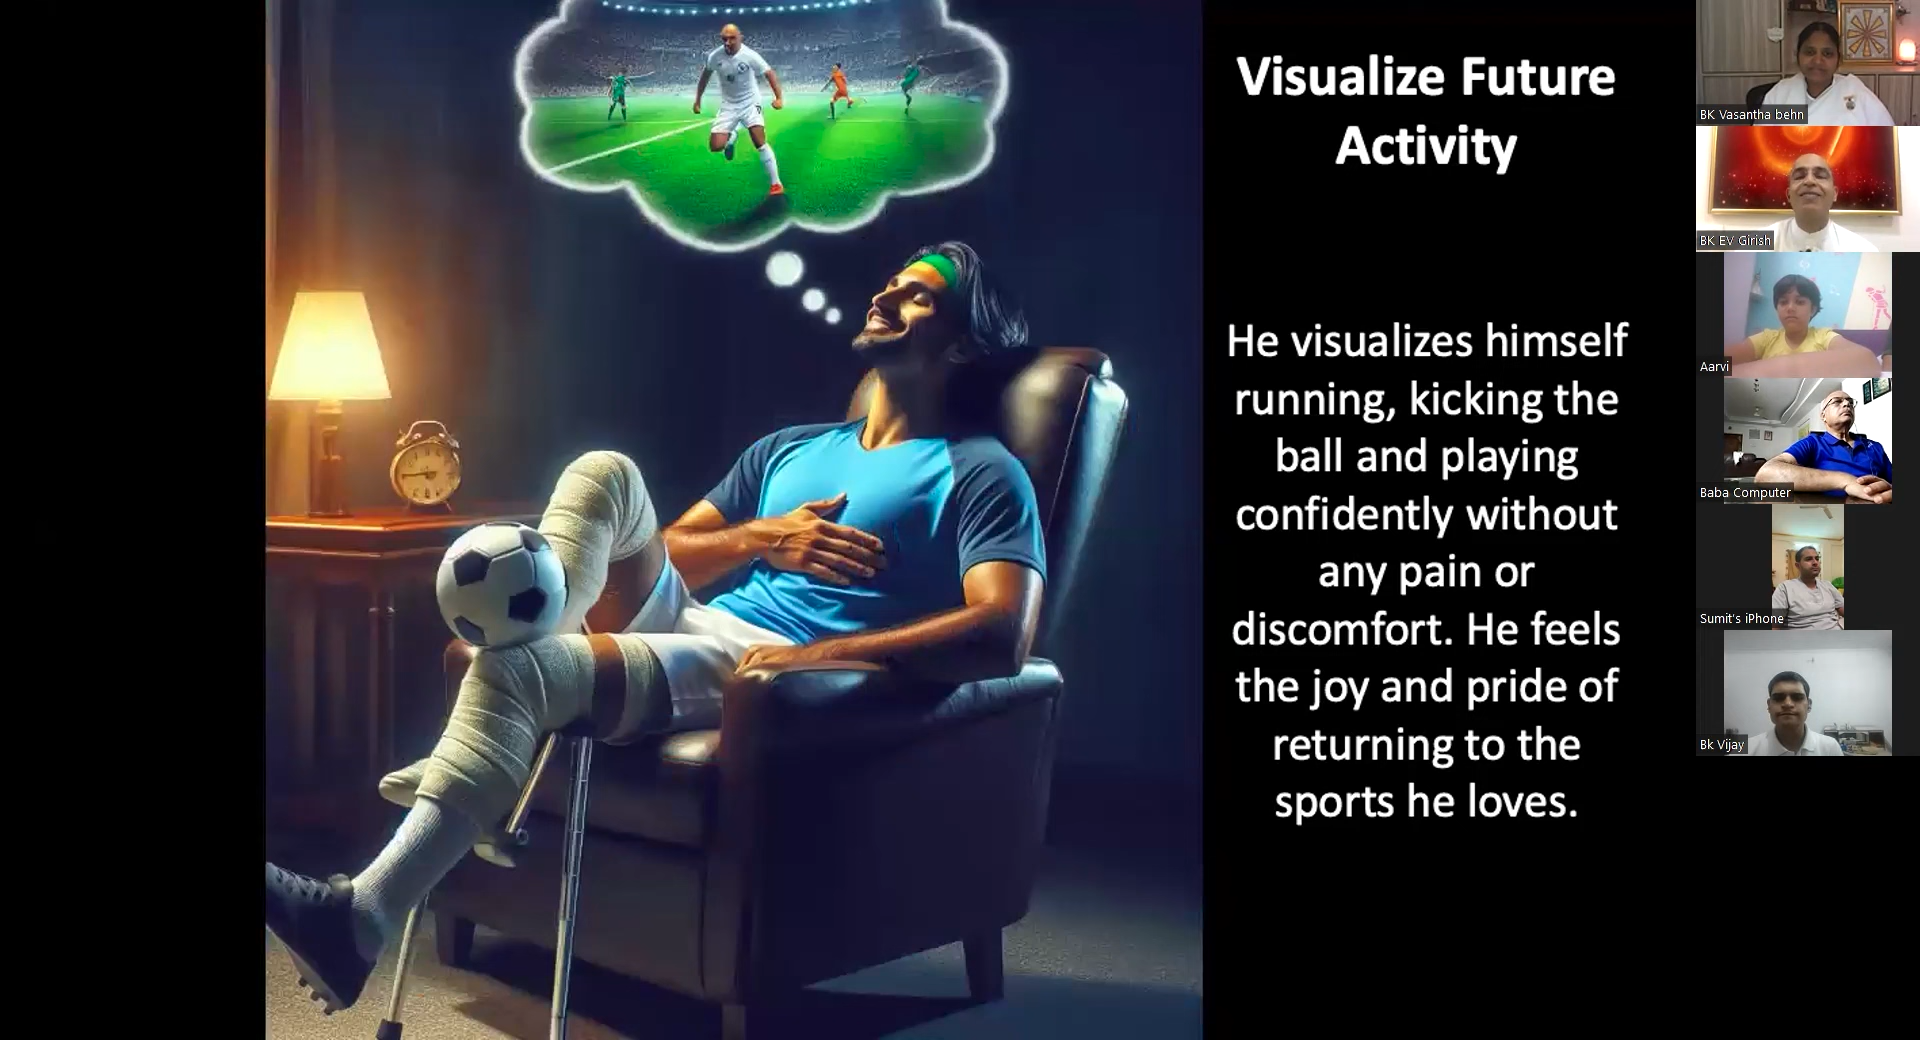 Visualize Future
Activity
He visualizes himself
running, kicking the
ball and playing
confidently without
any pain or
discomfort. He feels
the joy and pride of
returning to the
sports he loves.
BK Vasantha behn
BK EV Girish
Aarvi
Baba Computer
Sumit's iPhone
Bk Vijay